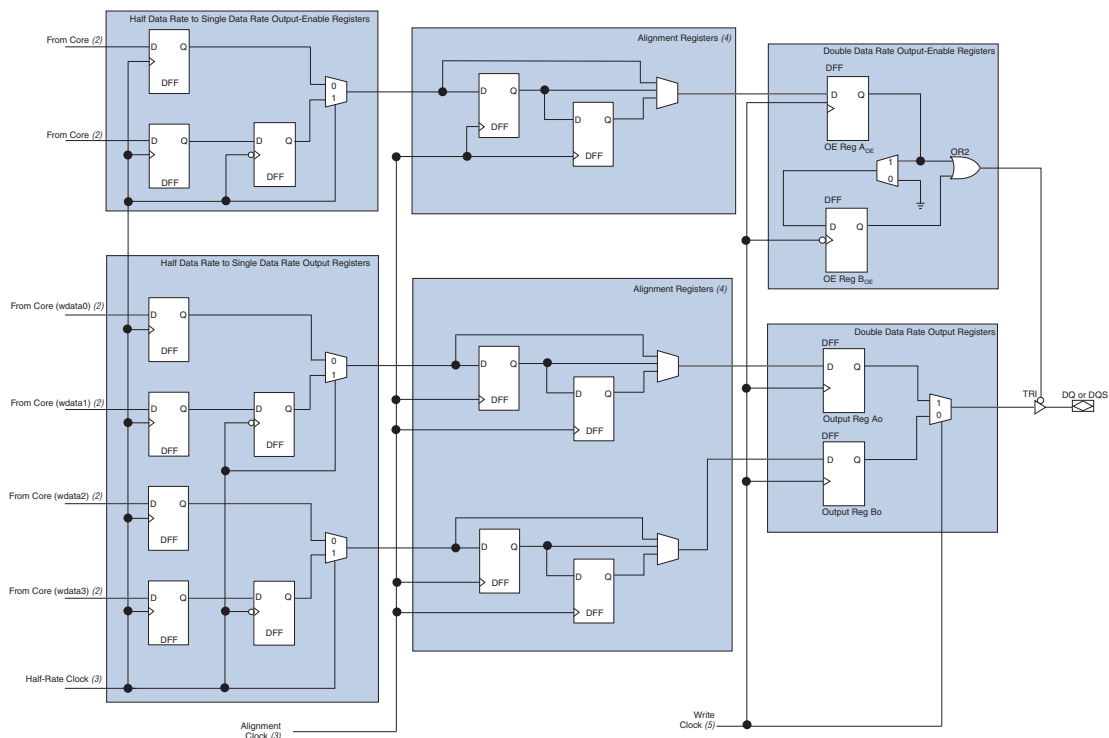 Half Data Rate to Single Data Rate Output-Enable Registers
From Core (2)
D Q
DFF
0
1
From Core (2)
D Q
DFF
D Q
DFF
Alignment Registers (4)
D Q
DFF
D Q
DFF
Double Data Rate Output-Enable Registers
DFF
D Q
OE Reg AOE
OR2
1
0
DFF
D Q
OE Reg BOE
Half Data Rate to Single Data Rate Output Registers
From Core (wdata0) (2)
D Q
DFF
0
1
From Core (wdata1) (2)
D Q
DFF
D Q
DFF
From Core (wdata2) (2)
D Q
DFF
0
1
From Core (wdata3) (2)
D Q
DFF
D Q
DFF
Half-Rate Clock (3)
Alignment Registers (4)
D Q
DFF
D Q
DFF
D Q
DFF
D Q
DFF
Alignment
Clock (3)
Double Data Rate Output Registers
DFF
D Q
Output Reg Ao
1
0
DFF
D Q
Output Reg Bo
TRI
DQ or DQS
Write
Clock (5)